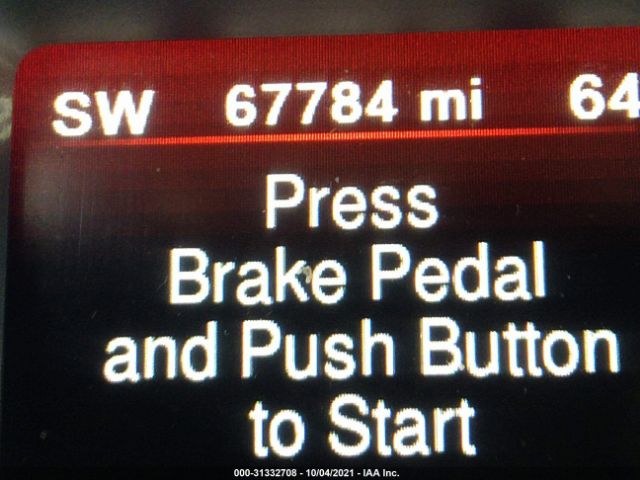 SW 67784 mi 64
Press
Brake Pedal
and Push Button
to Start
000-31332708 - 10/04/2021 - IAA Inc.